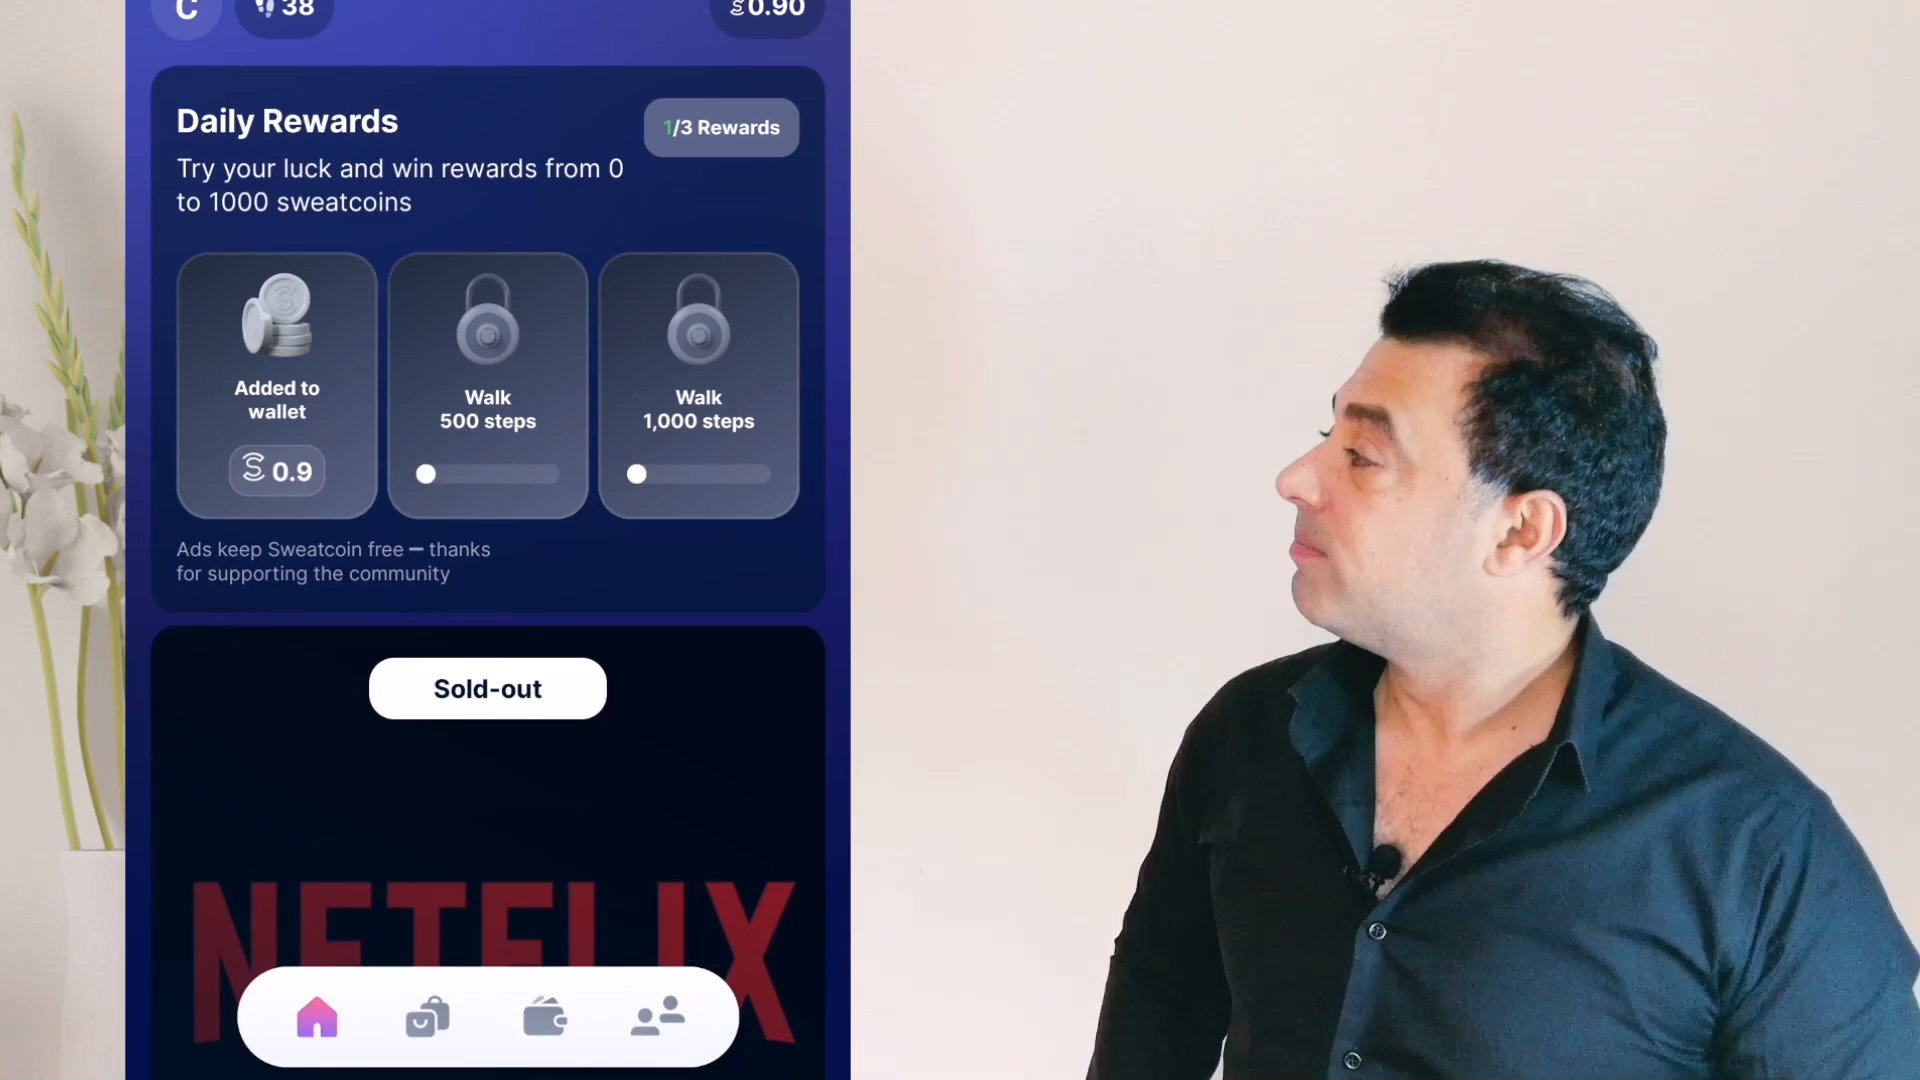 C
38
0.90
Daily Rewards
1/3 Rewards
Try your luck and win rewards from 0
to 1000 sweatcoins
Added to
wallet
0.9
Walk
500 steps
Walk
1,000 steps
Ads keep Sweatcoin free — thanks
for supporting the community
Sold-out
NETFLIX